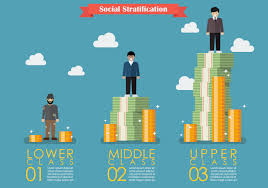 Social Stratification
LOWER
CLASS
01
MIDDLE
CLASS
02
UPPER
CLASS
03